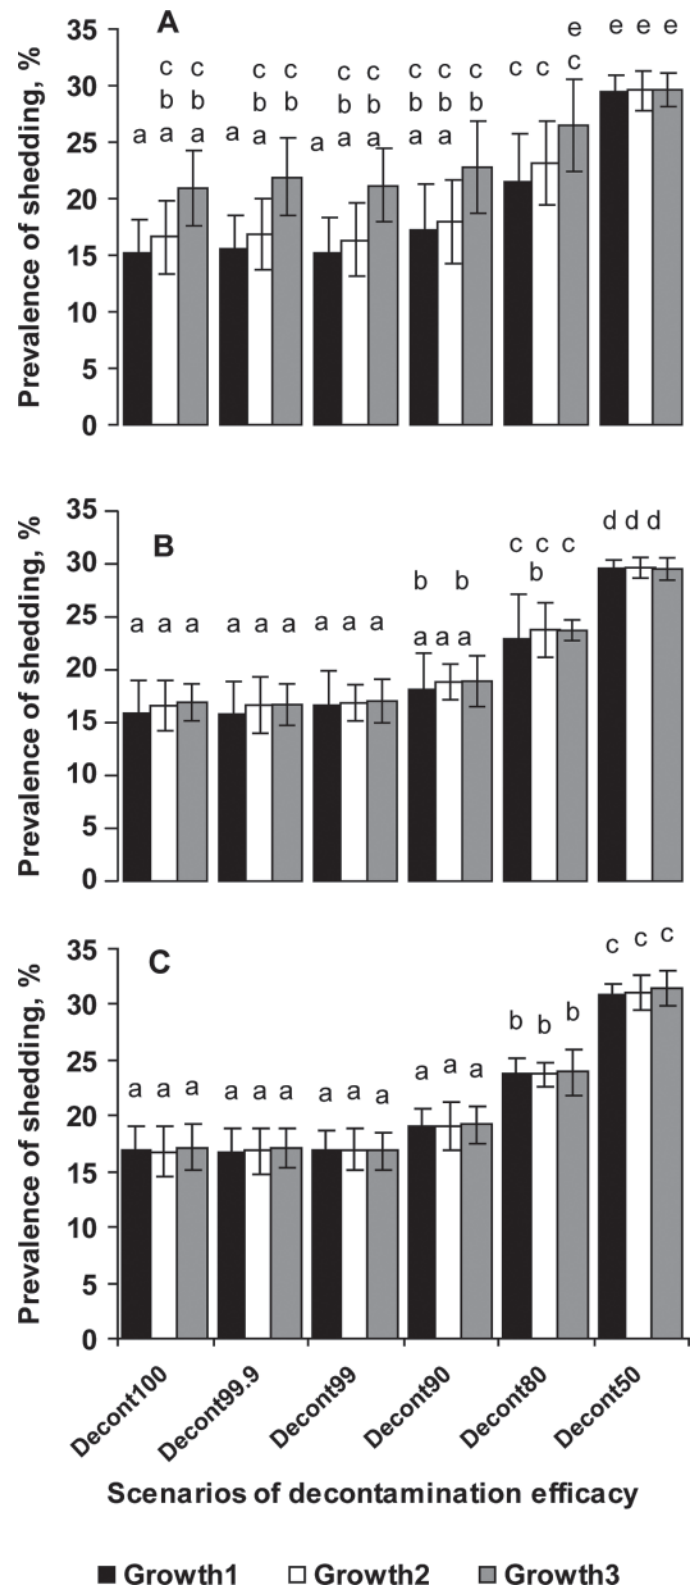 A
35
30
25
20
15
10
5
0
Prevalence of shedding, %
e
c c c c c c c c c c c e e e
b b b b b b b b
a a a a a a a a a a
B
35
30
25
20
15
10
5
0
Prevalence of shedding, %
d d d
c c c
b b b
a a a a a a a a a a a a
C
35
30
25
20
15
10
5
0
Prevalence of shedding, %
c c c
b b b
a a a a a a a a a a a a
Decont100 Decont99.9 Decont99 Decont90 Decont80 Decont50
Scenarios of decontamination efficacy
Growth1 Growth2 Growth3